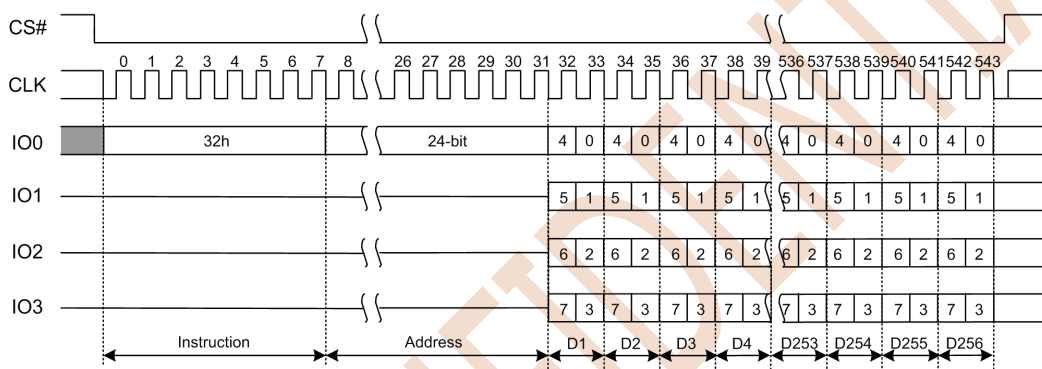 CS#
0 1 2 3 4 5 6 7 8 26 27 28 29 30 31 32 33 34 35 36 37 38 39 536 537 538 539 540 541 542 543
CLK
IO0 32h 24-bit 4 0 4 0 4 0 4 0 4 0 4 0 4 0 4 0
IO1 5 1 5 1 5 1 5 1 5 1 5 1 5 1 5 1
IO2 6 2 6 2 6 2 6 2 6 2 6 2 6 2 6 2
IO3 7 3 7 3 7 3 7 3 7 3 7 3 7 3 7 3
Instruction Address D1 D2 D3 D4 D253 D254 D255 D256